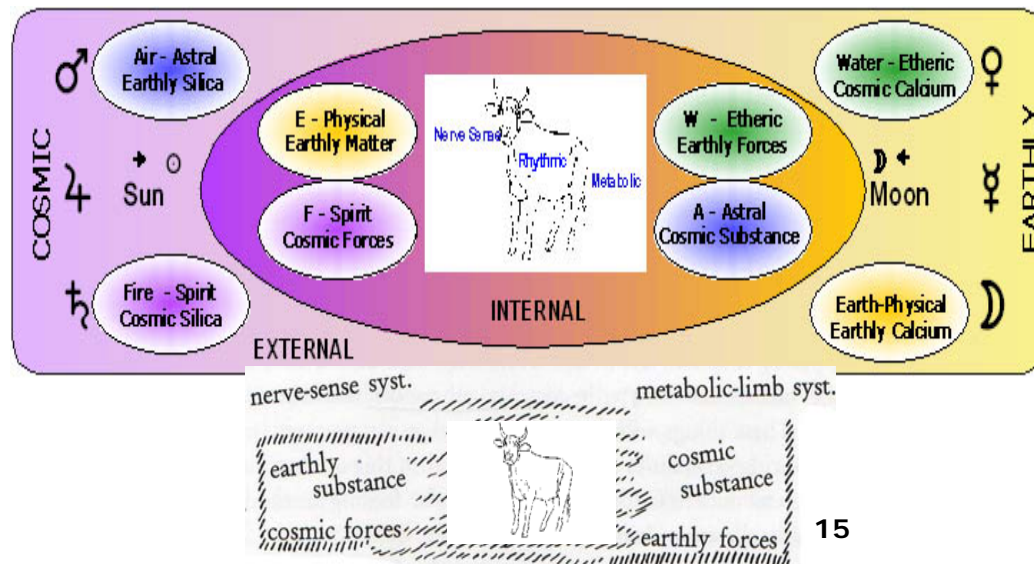 COSMIC
♂
♃
♄
Air - Astral
Earthly Silica
☉
Sun
Fire - Spirit
Cosmic Silica
EXTERNAL
E - Physical
Earthly Matter
F - Spirit
Cosmic Forces
Nerve Sense
Rhythmic
Metabolic
INTERNAL
W - Etheric
Earthly Forces
A - Astral
Cosmic Substance
Water - Etheric
Cosmic Calcium
Moon
Earth-Physical
Earthly Calcium
♀
☿
☽
EARTHLY
nerve-sense syst.
metabolic-limb syst.
earthly
substance
cosmic forces
cosmic
substance
earthly forces
15